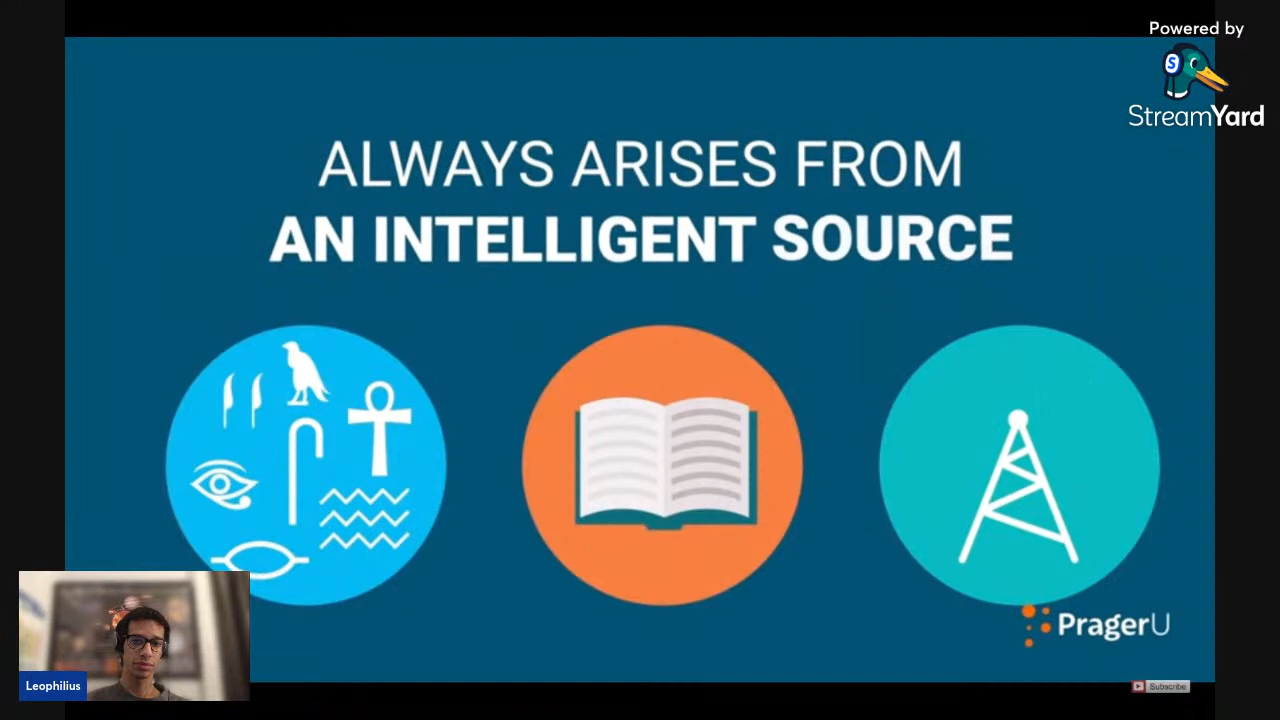 Powered by
StreamYard
ALWAYS ARISES FROM
AN INTELLIGENT SOURCE
PragerU
Leophilius
Subscribe